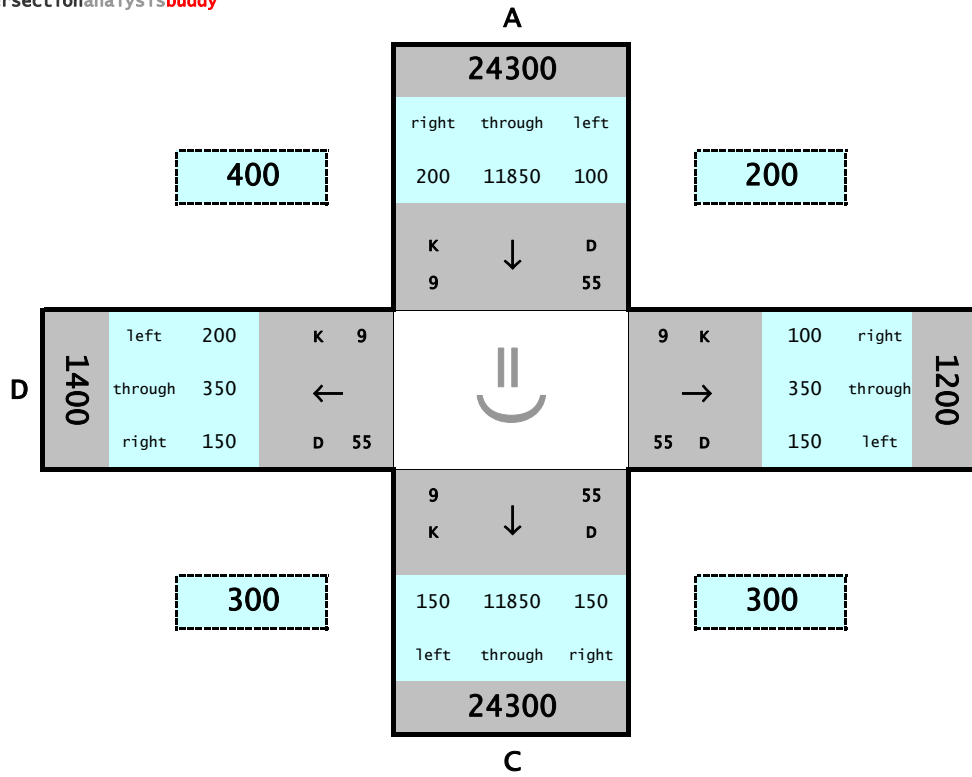 rsectionanalysisbuddy
A
24300
right through left
400
200 11850 100
200
K D
9 55
left 200 K 9
9 K 100 right
D
1400
through 350 ←
→ 350 through
1200
right 150 D 55
55 D 150 left
9 55
K D
300
150 11850 150
300
left through right
24300
C